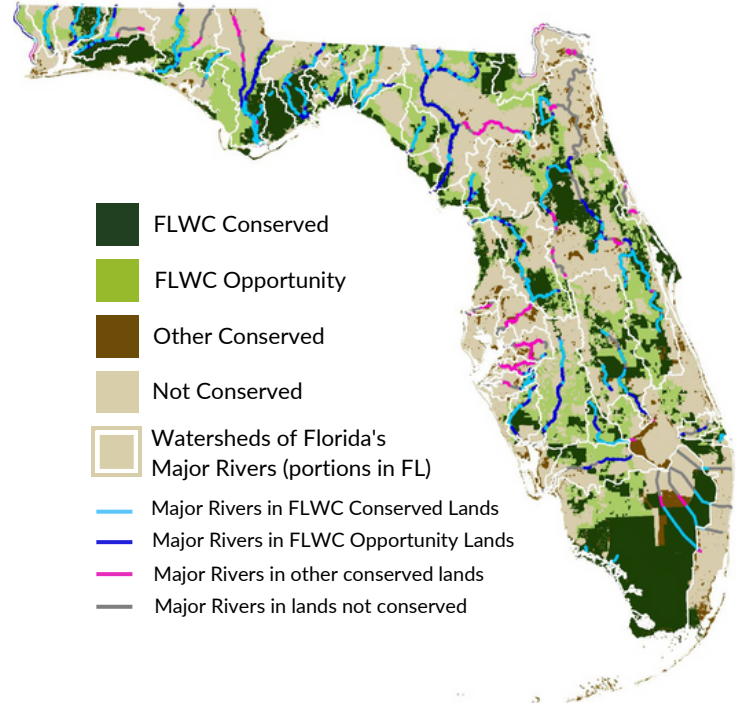 FLWC Conserved
FLWC Opportunity
Other Conserved
Not Conserved
Watersheds of Florida's
Major Rivers (portions in FL)
Major Rivers in FLWC Conserved Lands
Major Rivers in FLWC Opportunity Lands
Major Rivers in other conserved lands
Major Rivers in lands not conserved